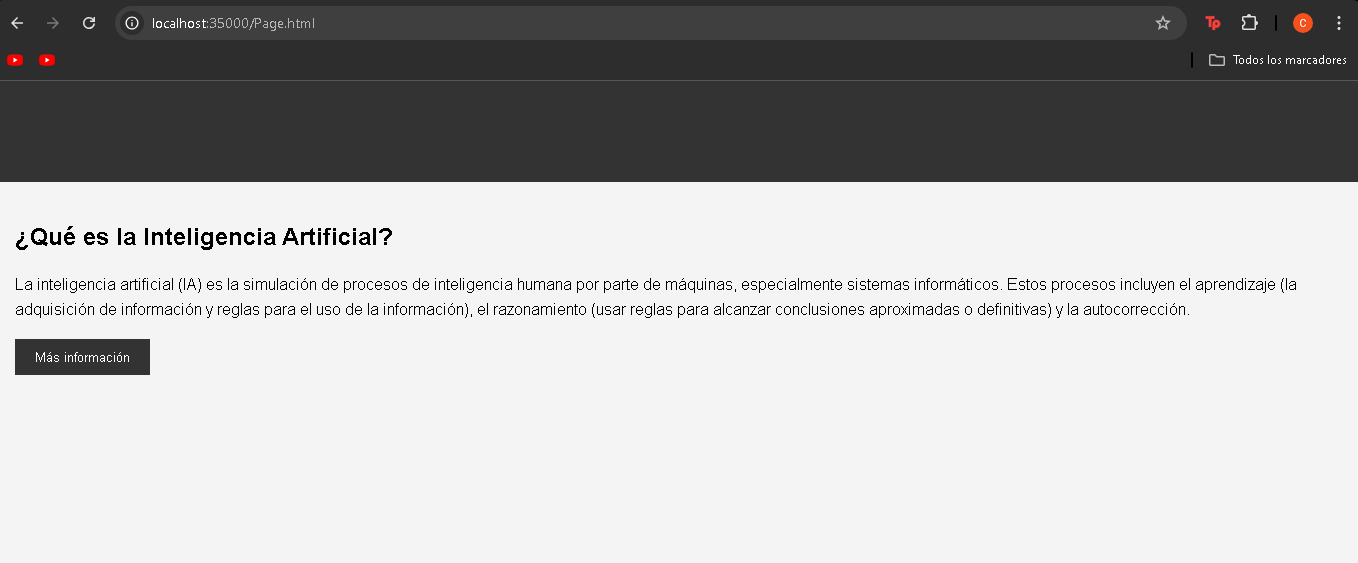 localhost:35000/Page.html
Tp
C
Todos los marcadores
¿Qué es la Inteligencia Artificial?
La inteligencia artificial (IA) es la simulación de procesos de inteligencia humana por parte de máquinas, especialmente sistemas informáticos. Estos procesos incluyen el aprendizaje (la
adquisición de información y reglas para el uso de la información), el razonamiento (usar reglas para alcanzar conclusiones aproximadas o definitivas) y la autocorrección.
Más información